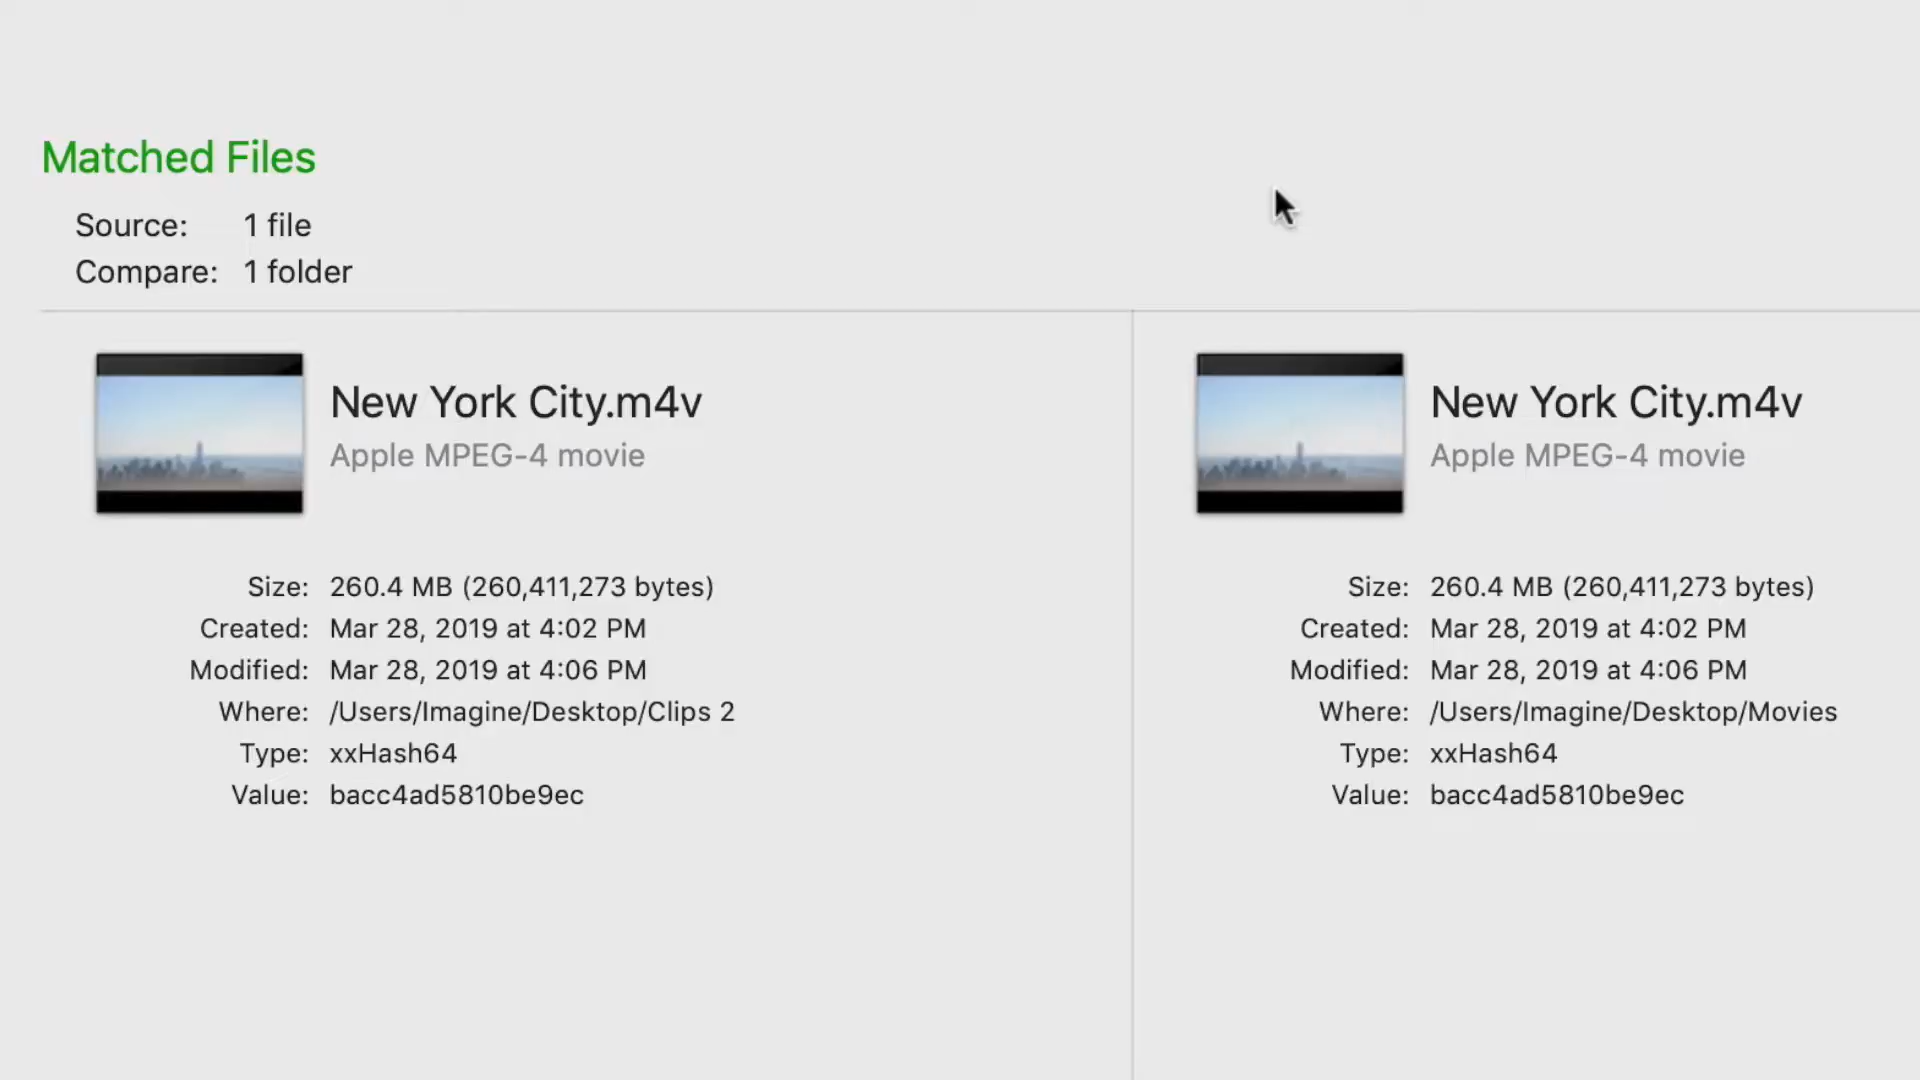 Matched Files
Source: 1 file
Compare: 1 folder
New York City.m4v
Apple MPEG-4 movie
Size: 260.4 MB (260,411,273 bytes)
Created: Mar 28, 2019 at 4:02 PM
Modified: Mar 28, 2019 at 4:06 PM
Where: /Users/Imagine/Desktop/Clips 2
Type: xxHash64
Value: bacc4ad5810be9ec
New York City.m4v
Apple MPEG-4 movie
Size: 260.4 MB (260,411,273 bytes)
Created: Mar 28, 2019 at 4:02 PM
Modified: Mar 28, 2019 at 4:06 PM
Where: /Users/Imagine/Desktop/Movies
Type: xxHash64
Value: bacc4ad5810be9ec